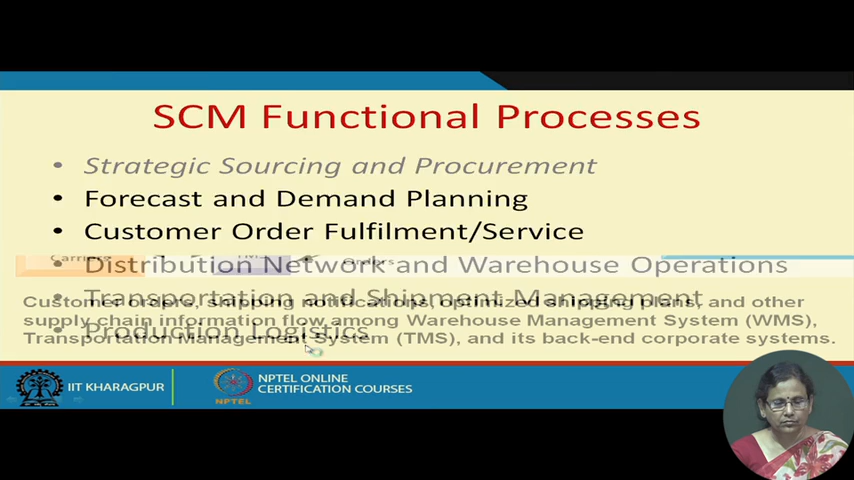 SCM Functional Processes
• Strategic Sourcing and Procurement
• Forecast and Demand Planning
• Customer Order Fulfilment/Service
Carriers
• Distribution Network and Warehouse Operations
• Transportation and Shipment Management
Customer orders, shipping notifications, optimized shipping plans, and other
supply chain information flow among Warehouse Management System (WMS),
• Production Logistics
Transportation Management System (TMS), and its back-end corporate systems.
IIT KHARAGPUR
NPTEL
NPTEL ONLINE
CERTIFICATION COURSES